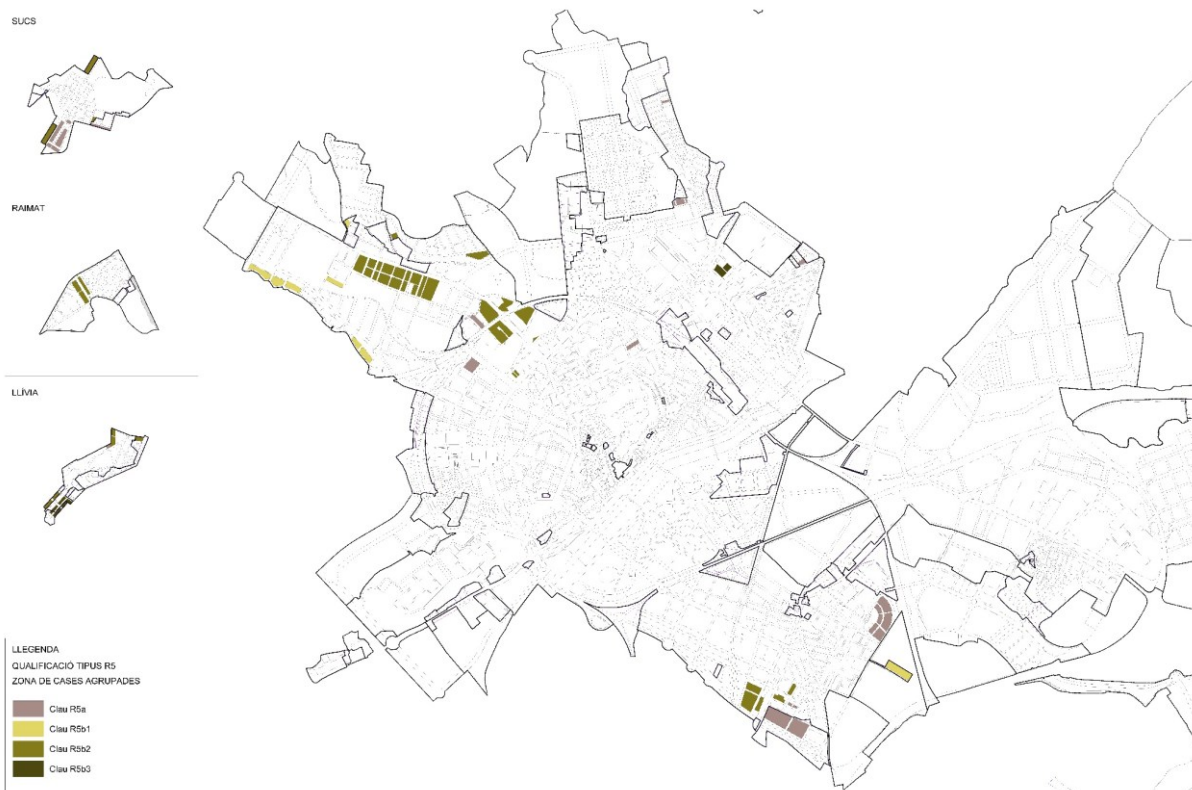 SUCS
RAIMAT
LLÍVIA
LLEGENDA
QUALIFICACIÓ TIPUS R5
ZONA DE CASES AGRUPADES
Clau R5a
Clau R5b1
Clau R5b2
Clau R5b3